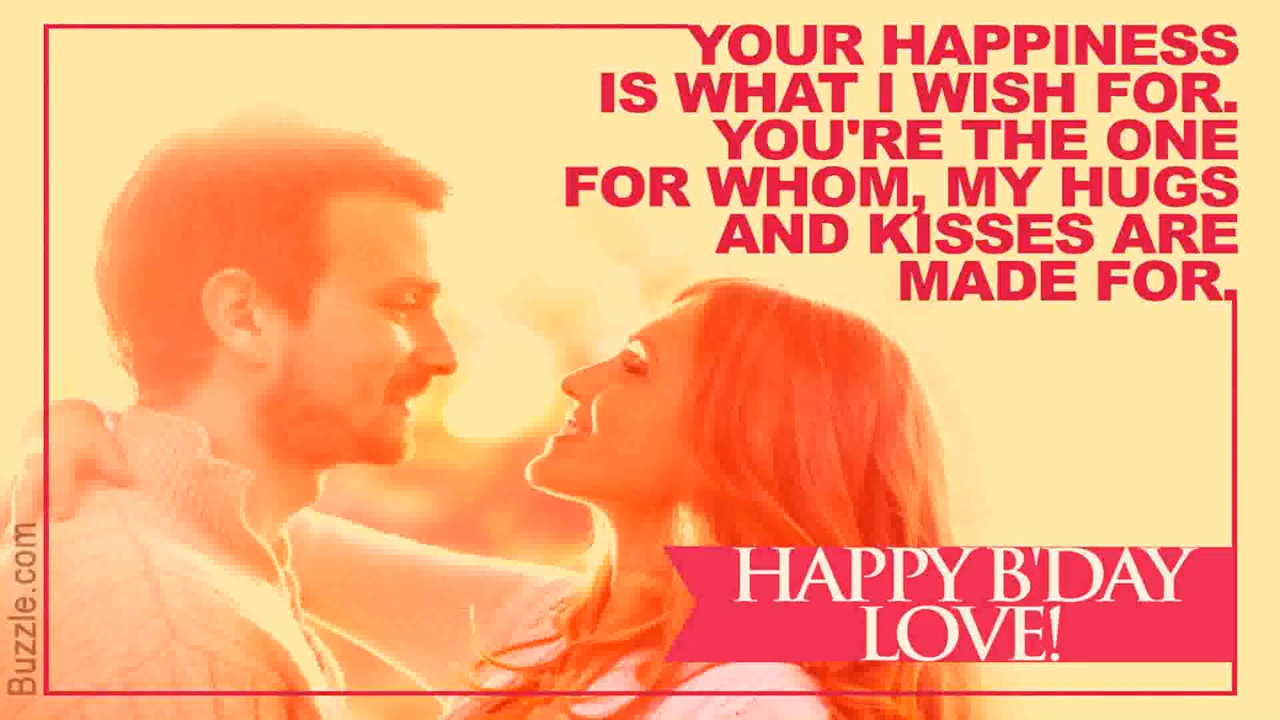 YOUR HAPPINESS
IS WHAT I WISH FOR.
YOU'RE THE ONE
FOR WHOM, MY HUGS
AND KISSES ARE
MADE FOR.
HAPPY B'DAY
LOVE!
Buzzle.com